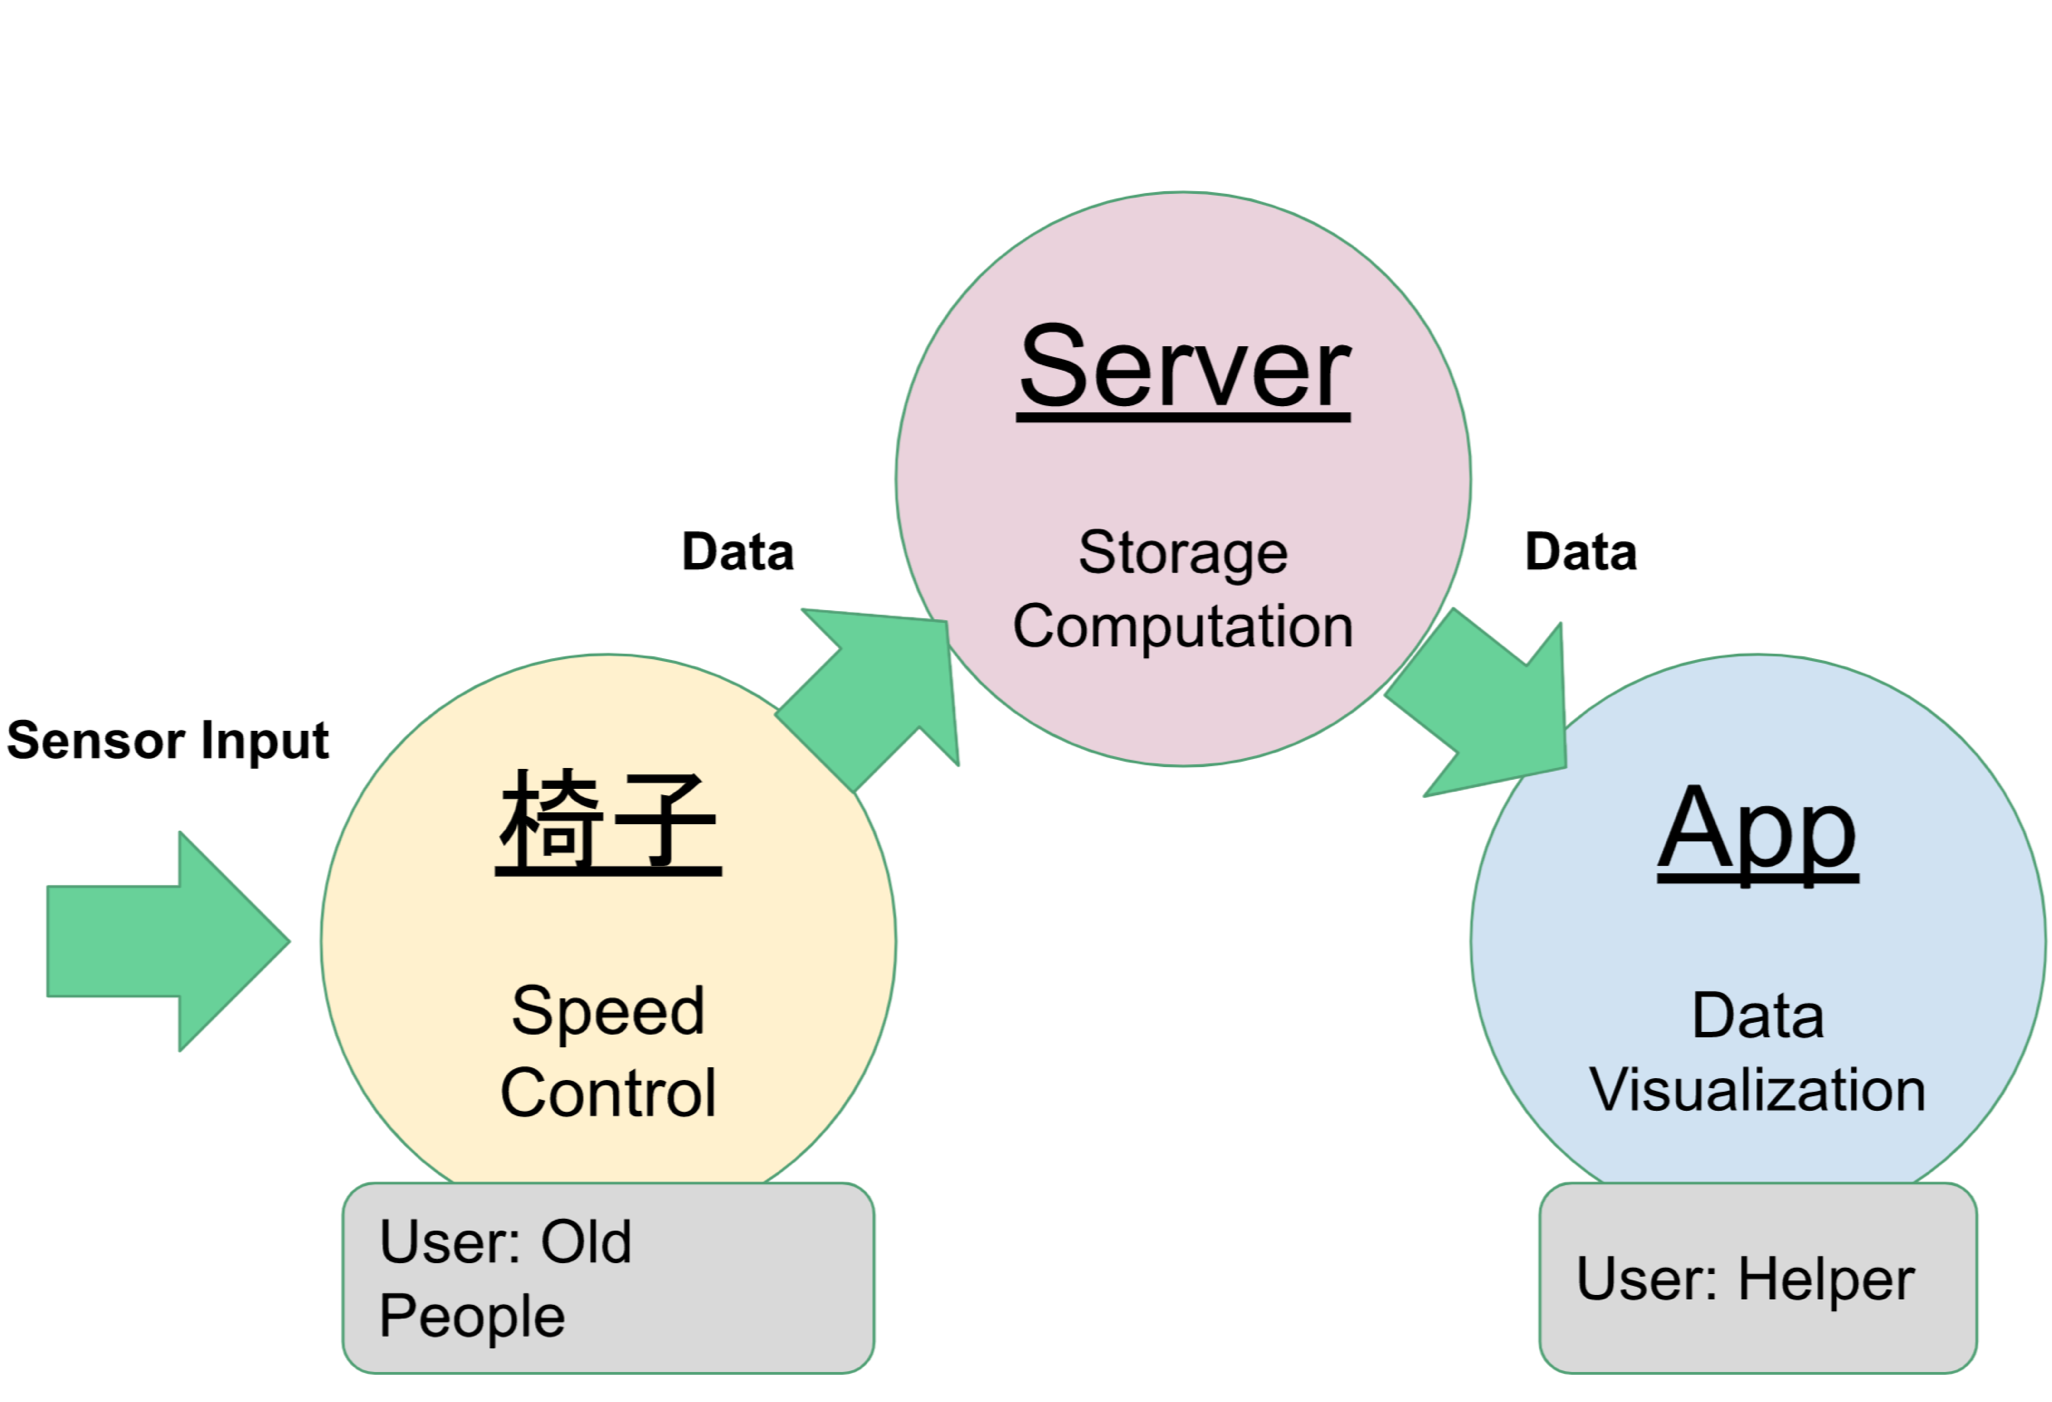 Sensor Input
椅子
Speed
Control
User: Old
People
Data
Server
Storage
Computation
Data
App
Data
Visualization
User: Helper